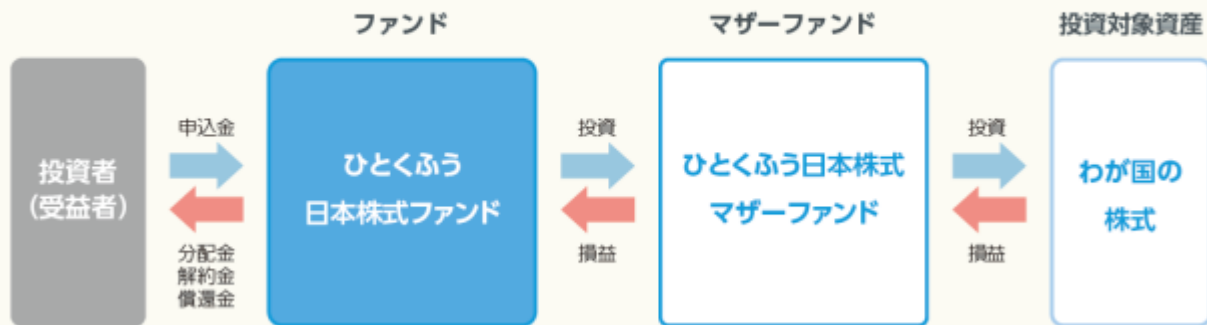 ファンド
マザーファンド
投資対象資産
投資者
(受益者)
申込金
分配金
解約金
償還金
ひとくふう
日本株式ファンド
投資
損益
ひとくふう日本株式
マザーファンド
投資
損益
わが国の
株式